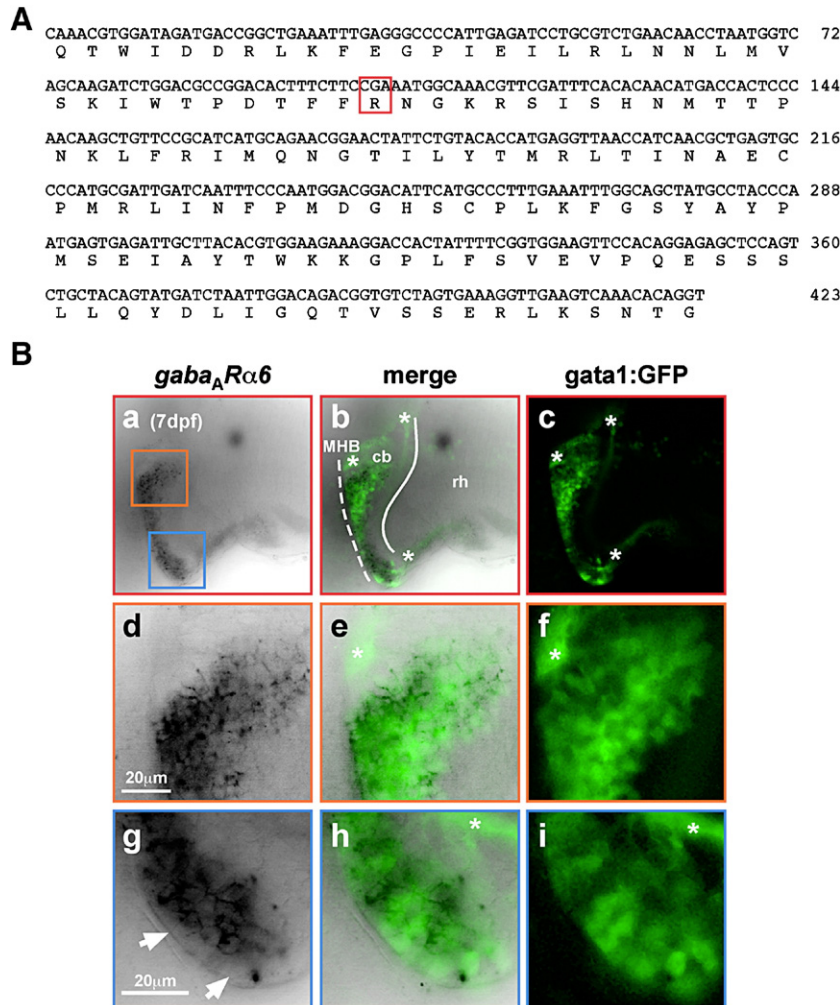 A
CAAACGTGGATAGATGACCGGCTGAAATTTGAGGGCCCCATTGAGATCCTGCGTCTGAACAACCTAATGGTC 72
Q T W I D D R L K F E G P I E I L R L N N L M V
AGCAAGATCTGGACGCCGGACACTTTCTTCCGAAATGGCAAACGTTCGATTTCACACAACATGACCACTCCC 144
S K I W T P D T F F R N G K R S I S H N M T T P
AACAAGCTGTTCCGCATCATGCAGAACGGAACTATTCTGTACACCATGAGGTTAACCATCAACGCTGAGTGC 216
N K L F R I M Q N G T I L Y T M R L T I N A E C
CCCATGCGATTGATCAATTTCCCAATGGACGGACATTCATGCCCTTTGAAATTTGGCAGCTATGCCTACCCA 288
P M R L I N F P M D G H S C P L K F G S Y A Y P
ATGAGTGAGATTGCTTACACGTGGAAGAAAGGACCACTATTTTCGGTGGAAGTTCCACAGGAGAGCTCCAGT 360
M S E I A Y T W K K G P L F S V E V P Q E S S S
CTGCTACAGTATGATCTAATTGGACAGACGGTGTCTAGTGAAAGGTTGAAGTCAAACACAGGT 423
L L Q Y D L I G Q T V S S E R L K S N T G
B
gabaARα6 merge gata1:GFP
a (7dpf) b * MHB * cb rh * c * * *
d 20μm e * f *
g 20μm h * i *